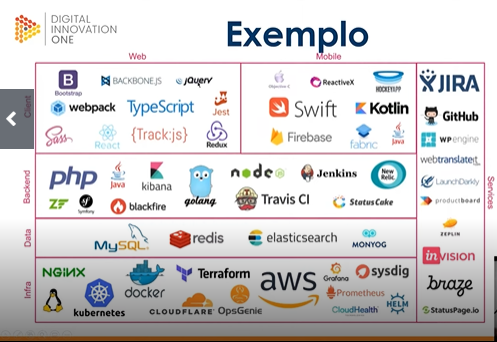 DIGITAL
INNOVATION
ONE
Exemplo
Web
Mobile
Client
B
Bootstrap
BACKBONE.JS
jQuery
Objective C
ReactiveX
HOCKEYAPP
JIRA
webpack
TypeScript
Jest
Swift
Kotlin
GitHub
Sass
React
{Track:js}
Redux
Firebase
fabric
Java
WP engine
Backend
php
Java
kibana
golang
node JS
Jenkins
New Relic
webtranslateit
LaunchDarkly
ZF
sf
Symfony
blackfire
Travis CI
StatusCake
productboard
Services
Data
MySQL
redis
elasticsearch
MONYOG
ZEPLIN
Infra
NGINX
docker
Terraform
aws
Grafana
sysdig
invision
kubernetes
CLOUDFLARE
OpsGenie
Prometheus
CloudHealth
HELM
braze
StatusPage.io